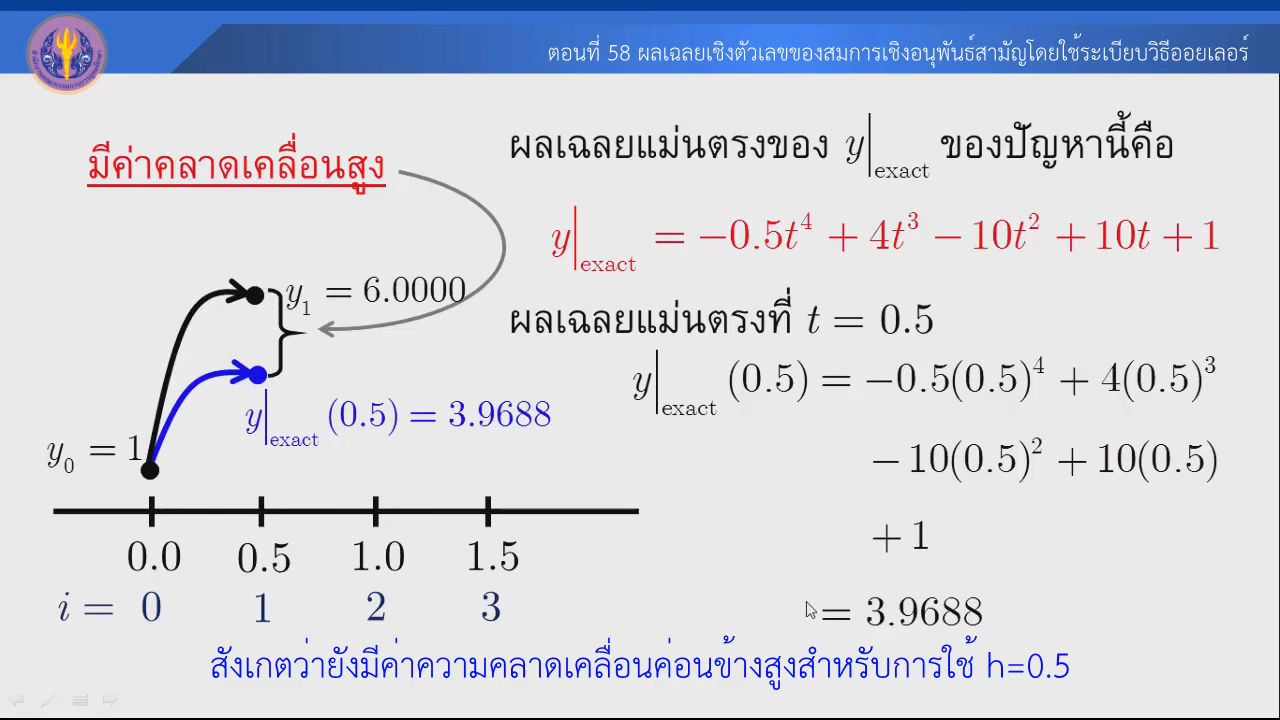 ตอนที่ 58 ผลเฉลยเชิงตัวเลขของสมการเชิงอนุพันธ์สามัญโดยใช้ระเบียบวิธีออยเลอร์
มีค่าคลาดเคลื่อนสูง
ผลเฉลยแม่นตรงของ y|exact ของปัญหานี้คือ
y|exact = −0.5t⁴ + 4t³ − 10t² + 10t + 1
ผลเฉลยแม่นตรงที่ t = 0.5
y|exact (0.5) = −0.5(0.5)⁴ + 4(0.5)³
− 10(0.5)² + 10(0.5)
+ 1
= 3.9688
y₁ = 6.0000
y|exact (0.5) = 3.9688
y₀ = 1
0.0 0.5 1.0 1.5
i = 0 1 2 3
สังเกตว่ายังมีค่าความคลาดเคลื่อนค่อนข้างสูงสำหรับการใช้ h=0.5